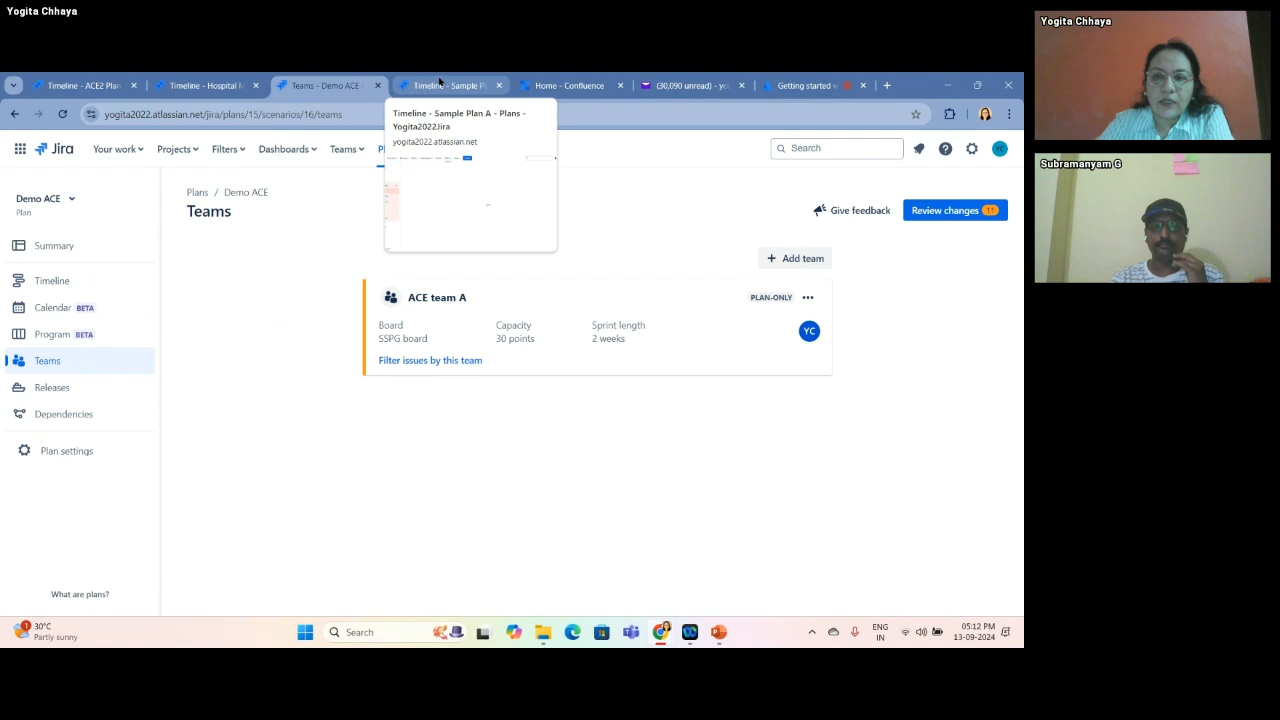 Yogita Chhaya
Yogita Chhaya
Subramanyam G
Timeline - ACE2 Plan
Timeline - Hospital M
Teams - Demo ACE -
Timeline - Sample Pl
Home - Confluence
(30,090 unread) - yo
Getting started w
yogita2022.atlassian.net/jira/plans/15/scenarios/16/teams
Timeline - Sample Plan A - Plans -
Yogita2022Jira
yogita2022.atlassian.net
Jira
Your work
Projects
Filters
Dashboards
Teams
Search
YC
Demo ACE
Plan
Summary
Timeline
Calendar BETA
Program BETA
Teams
Releases
Dependencies
Plan settings
What are plans?
Plans / Demo ACE
Teams
Give feedback
Review changes 11
+ Add team
ACE team A
PLAN-ONLY
Board Capacity Sprint length
SSPG board 30 points 2 weeks
YC
Filter issues by this team
1
30°C
Partly sunny
Search
ENG
IN
05:12 PM
13-09-2024